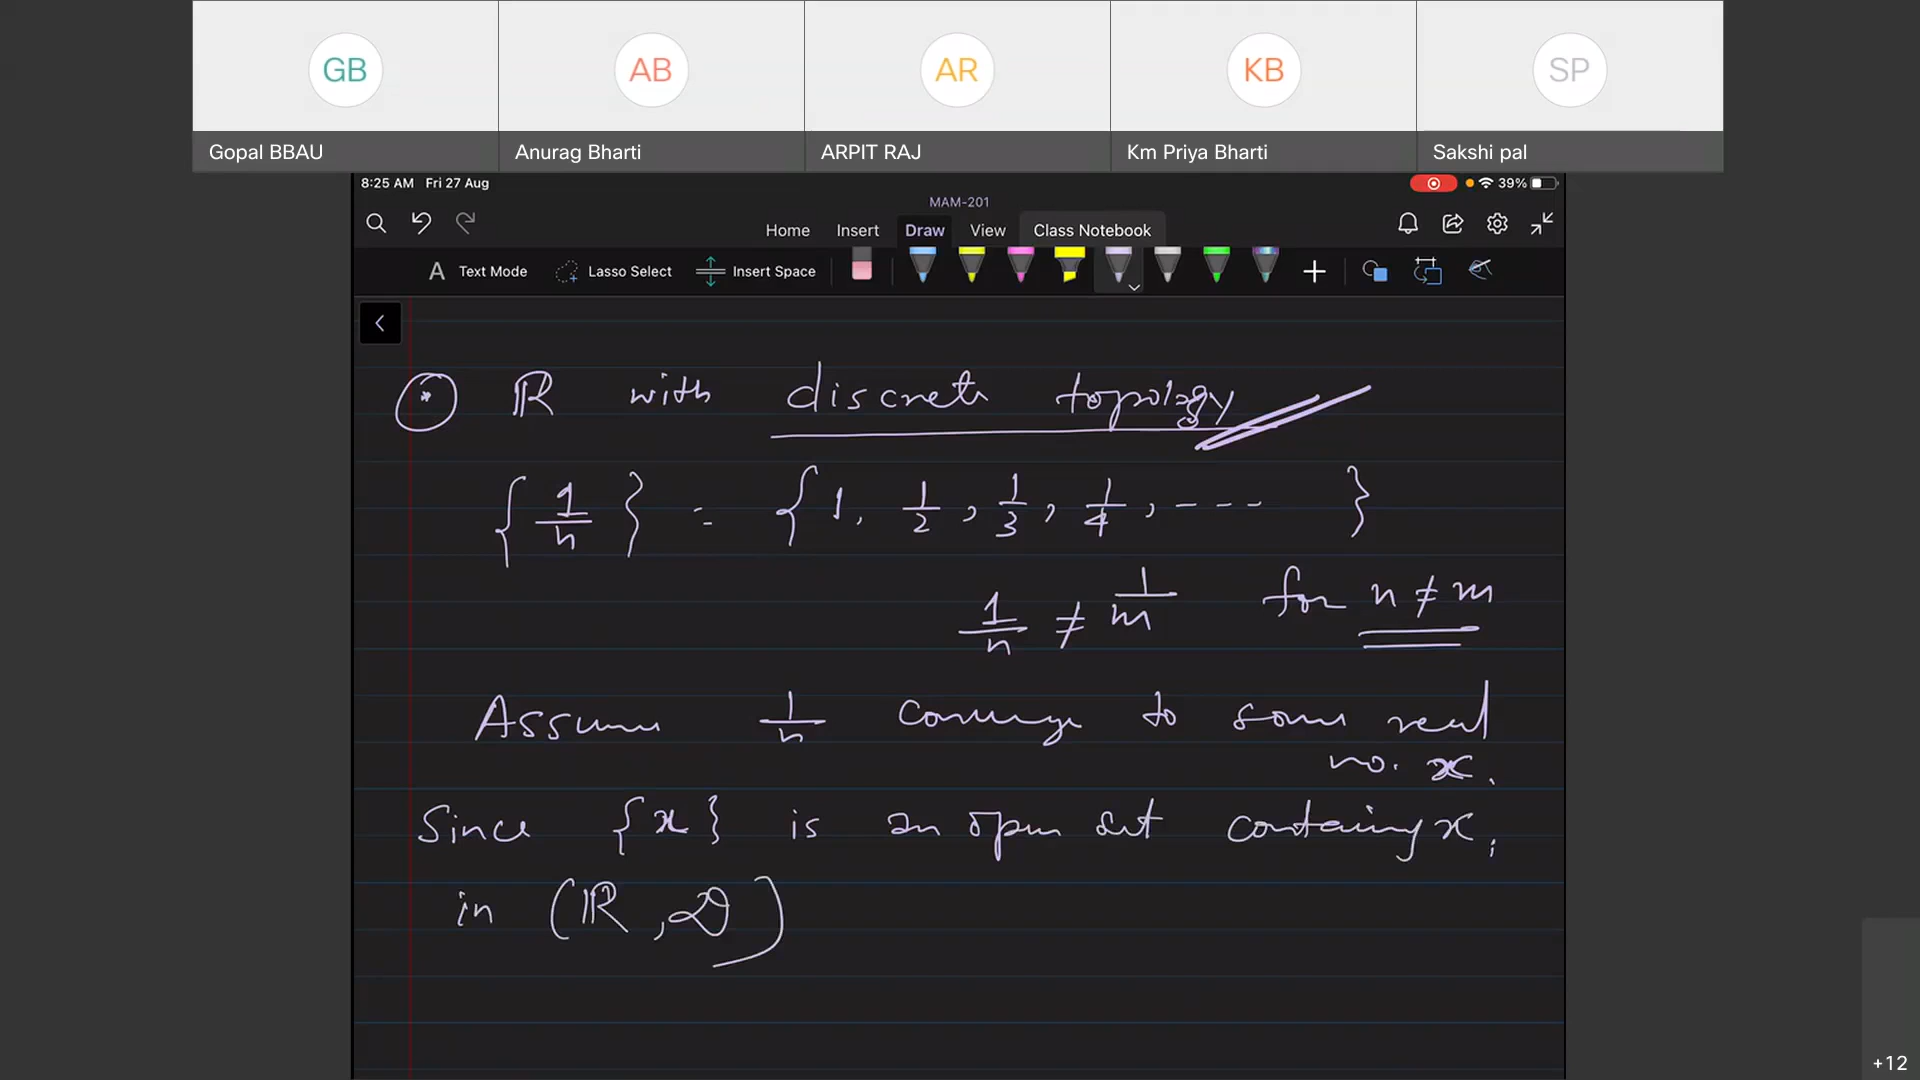 GB AB AR KB SP
Gopal BBAU Anurag Bharti ARPIT RAJ Km Priya Bharti Sakshi pal
8:25 AM Fri 27 Aug 39%
MAM-201
Home Insert Draw View Class Notebook
A Text Mode Lasso Select Insert Space
* ℝ with discrete topology
{ 1/n } = { 1, 1/2, 1/3, 1/4, - - - - }
1/n ≠ 1/m for n ≠ m
Assume 1/n converge to some real
no. x.
Since {x} is an open set containing x,
in (ℝ, 𝒟)
+12